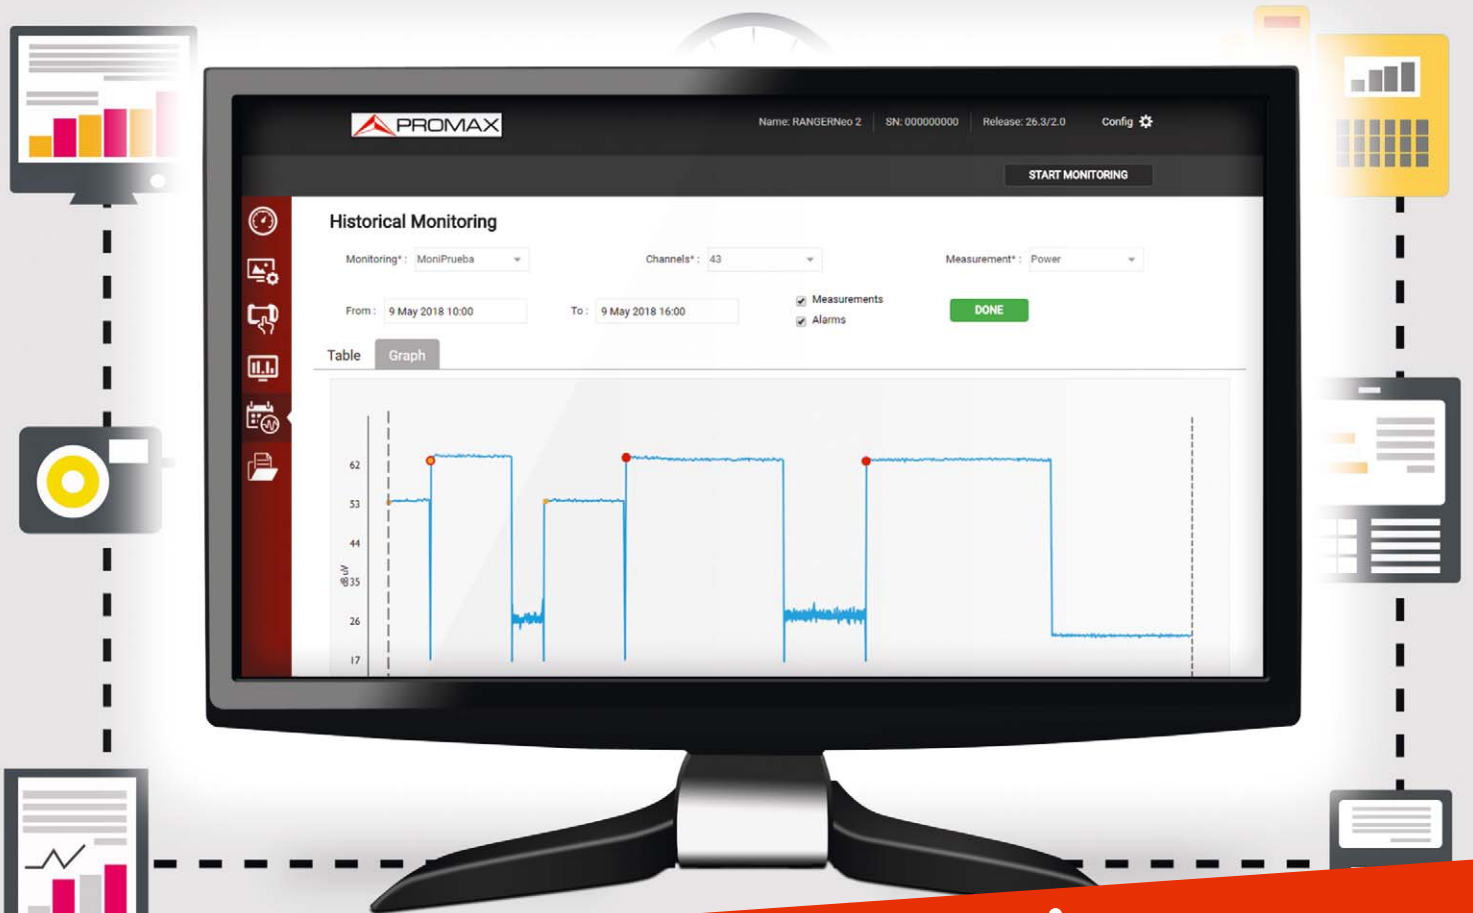 PROMAX
Name: RANGERNeo 2 SN: 000000000 Release: 26.3/2.0 Config
START MONITORING
Historical Monitoring
Monitoring* : MoniPrueba Channels* : 43 Measurement* : Power
From : 9 May 2018 10:00 To : 9 May 2018 16:00 Measurements DONE
Alarms
Table Graph
62
53
44
dBuV
35
26
17